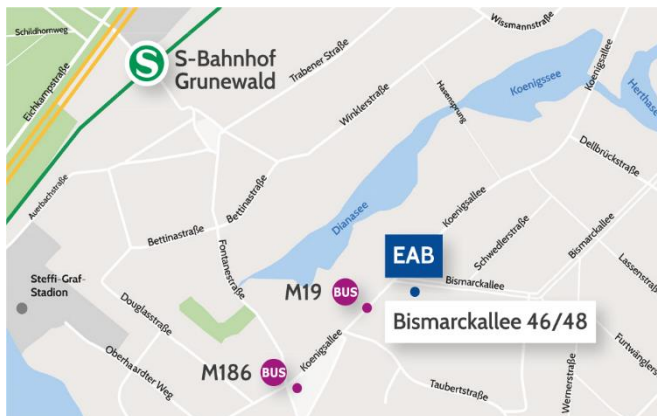 Schildhornweg
Eichkampstraße
S
S-Bahnhof
Grunewald
Trabener Straße
Wissmannstraße
Koenigsallee
Koenigssee
Herthasee
Winklerstraße
Hasensprung
Dellbrückstraße
Auerbachstraße
Bettinastraße
Bettinastraße
Dianasee
Koenigsallee
Fontanestraße
EAB
Schwedlerstraße
Bismarckallee
Lassenstraße
Steffi-Graf-
Stadion
Bismarckallee
M19
BUS
Bismarckallee 46/48
Douglasstraße
Koenigsallee
Furtwänglers
Oberhaardter Weg
M186
BUS
Taubertstraße
Wernerstraße